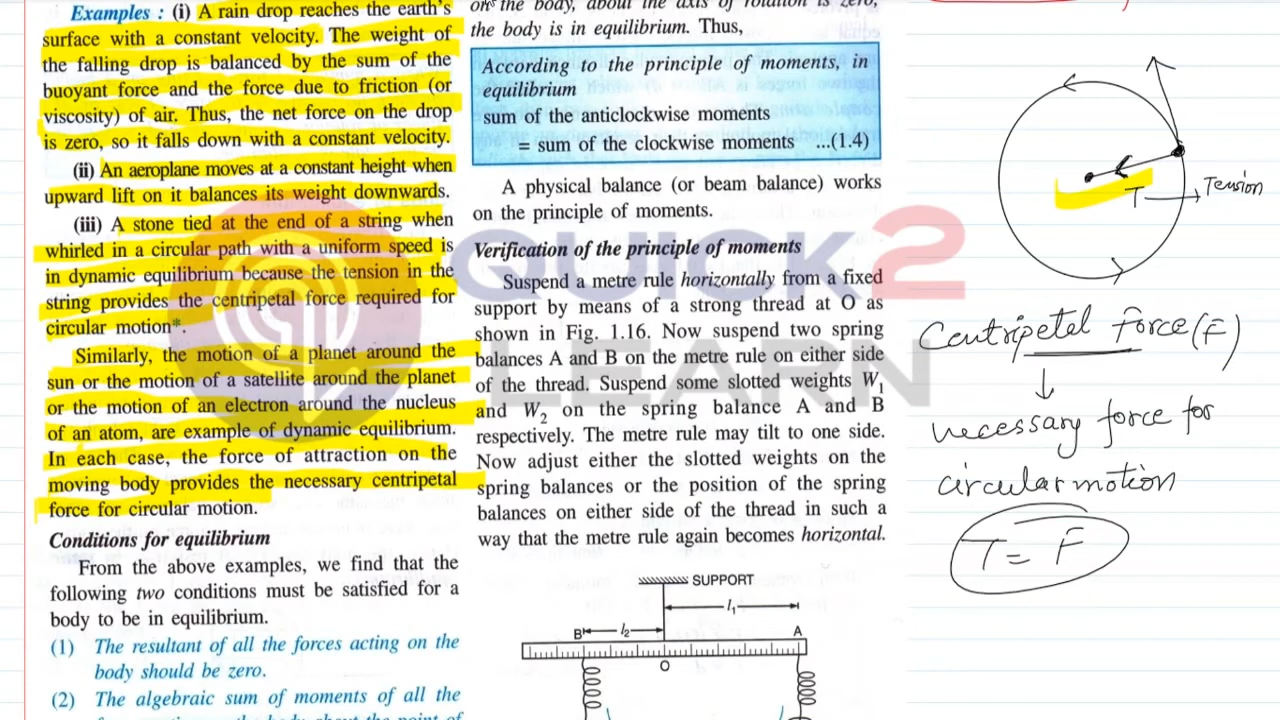 Examples : (i) A rain drop reaches the earth's
surface with a constant velocity. The weight of
the falling drop is balanced by the sum of the
buoyant force and the force due to friction (or
viscosity) of air. Thus, the net force on the drop
is zero, so it falls down with a constant velocity.
(ii) An aeroplane moves at a constant height when
upward lift on it balances its weight downwards.
(iii) A stone tied at the end of a string when
whirled in a circular path with a uniform speed is
in dynamic equilibrium because the tension in the
string provides the centripetal force required for
circular motion*.
Similarly, the motion of a planet around the
sun or the motion of a satellite around the planet
or the motion of an electron around the nucleus
of an atom, are example of dynamic equilibrium.
In each case, the force of attraction on the
moving body provides the necessary centripetal
force for circular motion.
Conditions for equilibrium
From the above examples, we find that the
following two conditions must be satisfied for a
body to be in equilibrium.
(1) The resultant of all the forces acting on the
body should be zero.
(2) The algebraic sum of moments of all the
on the body, about the axis of rotation is zero,
the body is in equilibrium. Thus,
According to the principle of moments, in
equilibrium
sum of the anticlockwise moments
= sum of the clockwise moments ...(1.4)
A physical balance (or beam balance) works
on the principle of moments.
Verification of the principle of moments
Suspend a metre rule horizontally from a fixed
support by means of a strong thread at O as
shown in Fig. 1.16. Now suspend two spring
balances A and B on the metre rule on either side
of the thread. Suspend some slotted weights W₁
and W₂ on the spring balance A and B
respectively. The metre rule may tilt to one side.
Now adjust either the slotted weights on the
spring balances or the position of the spring
balances on either side of the thread in such a
way that the metre rule again becomes horizontal.
SUPPORT
l₁
B l₂ A
O
QUICK2
LEARN
T Tension
Centripetel Force (F)
necessary force for
circular motion
T = F